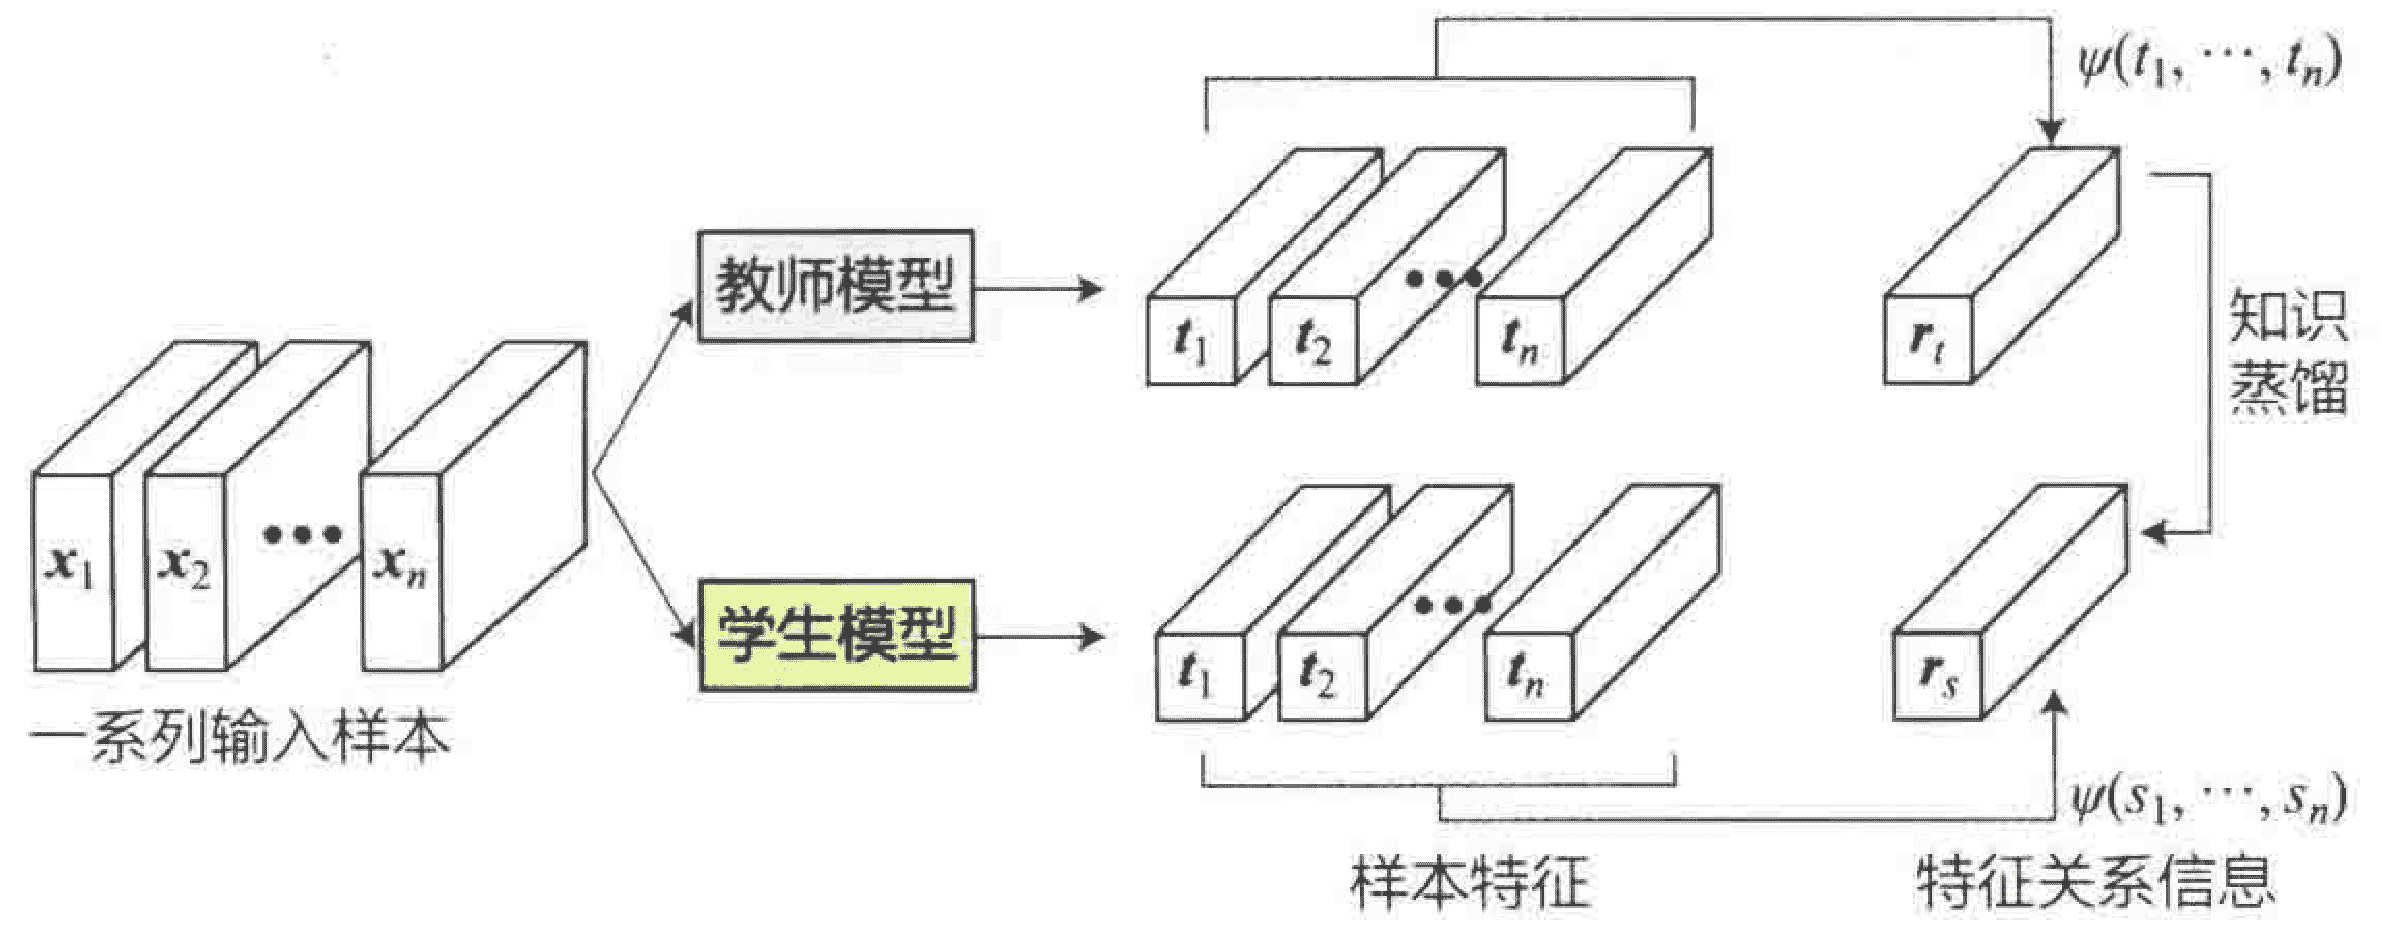 ψ(t1, ⋯, tn)
教师模型
t1 t2 ••• tn
rt
知识
蒸馏
x1 x2 ••• xn
学生模型
t1 t2 ••• tn
rs
一系列输入样本
ψ(s1, ⋯, sn)
样本特征
特征关系信息